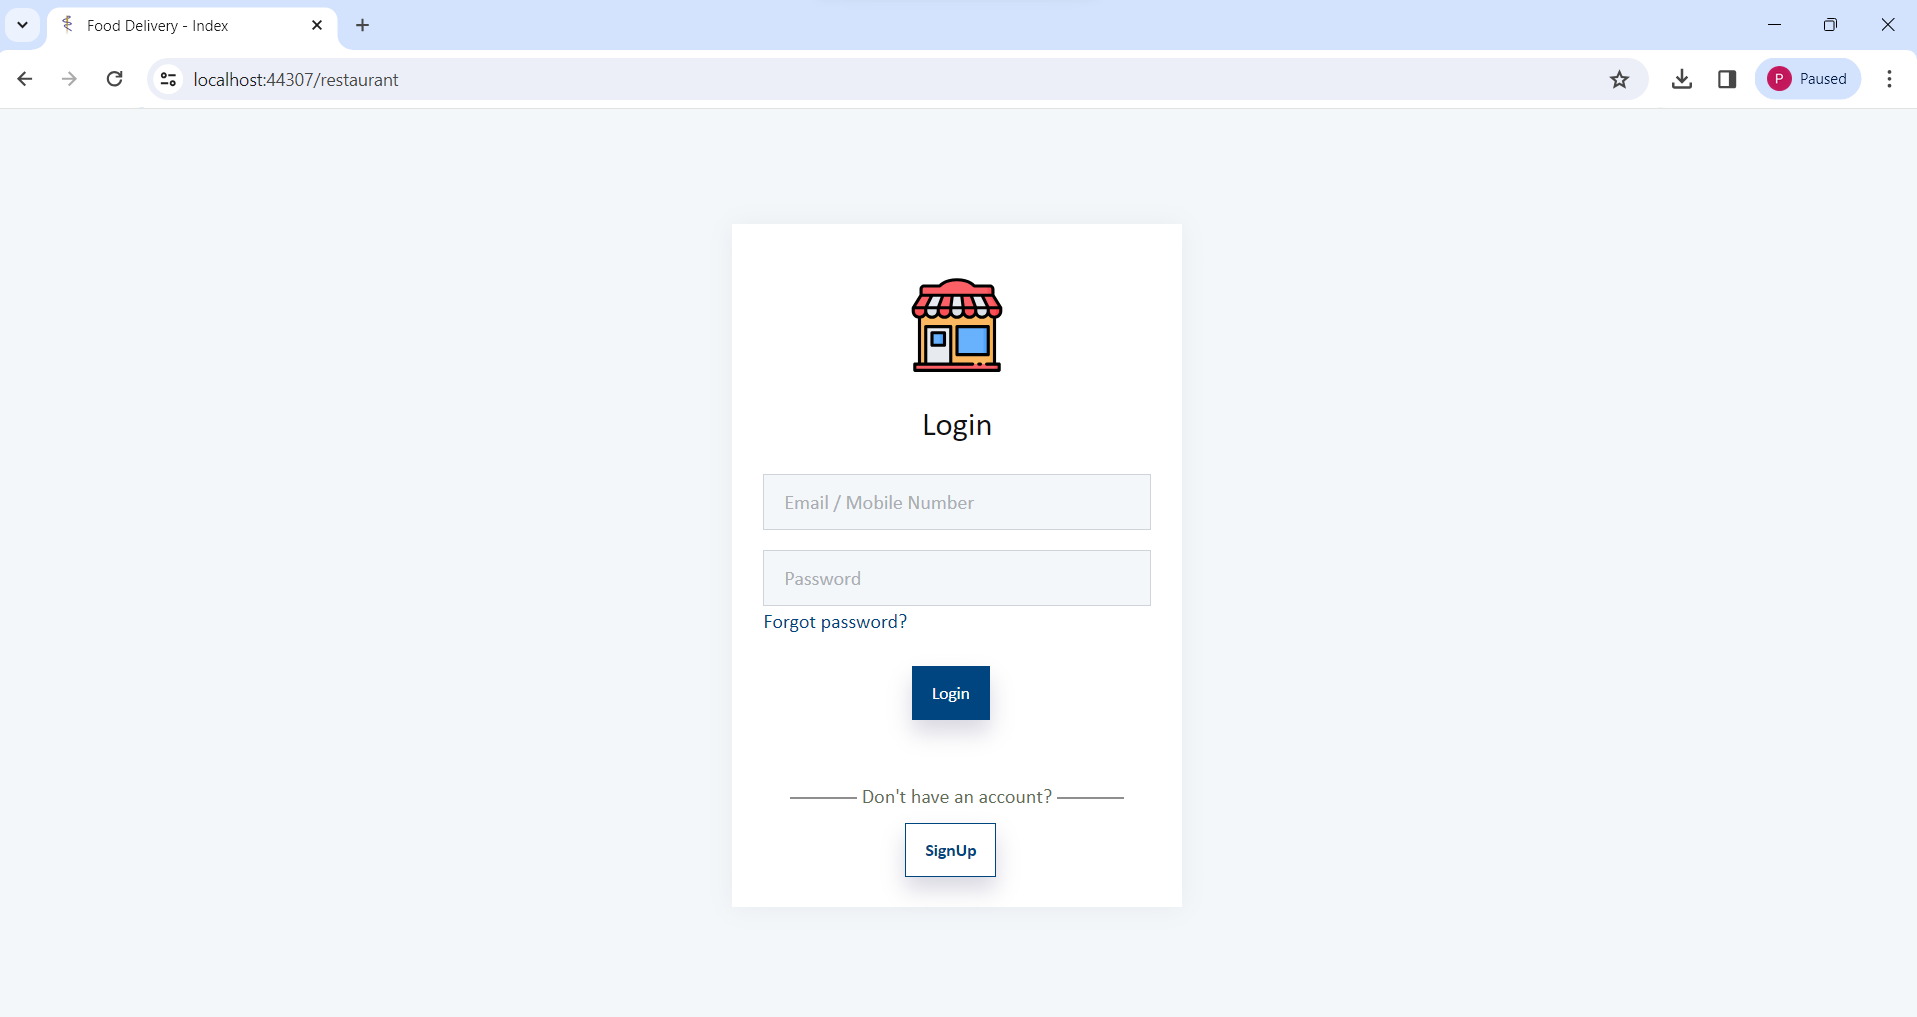 Food Delivery - Index
localhost:44307/restaurant
P Paused
Login
Email / Mobile Number
Password
Forgot password?
Login
Don't have an account?
SignUp